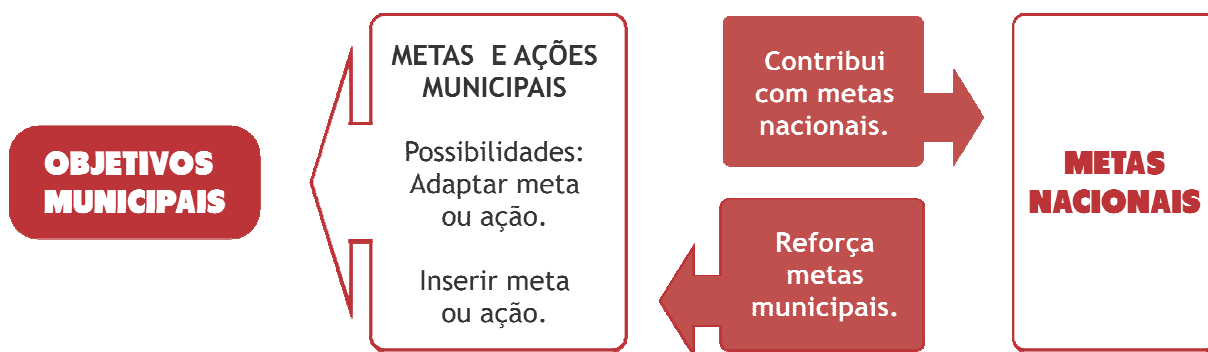 OBJETIVOS
MUNICIPAIS
METAS E AÇÕES
MUNICIPAIS
Possibilidades:
Adaptar meta
ou ação.
Inserir meta
ou ação.
Contribui
com metas
nacionais.
Reforça
metas
municipais.
METAS
NACIONAIS